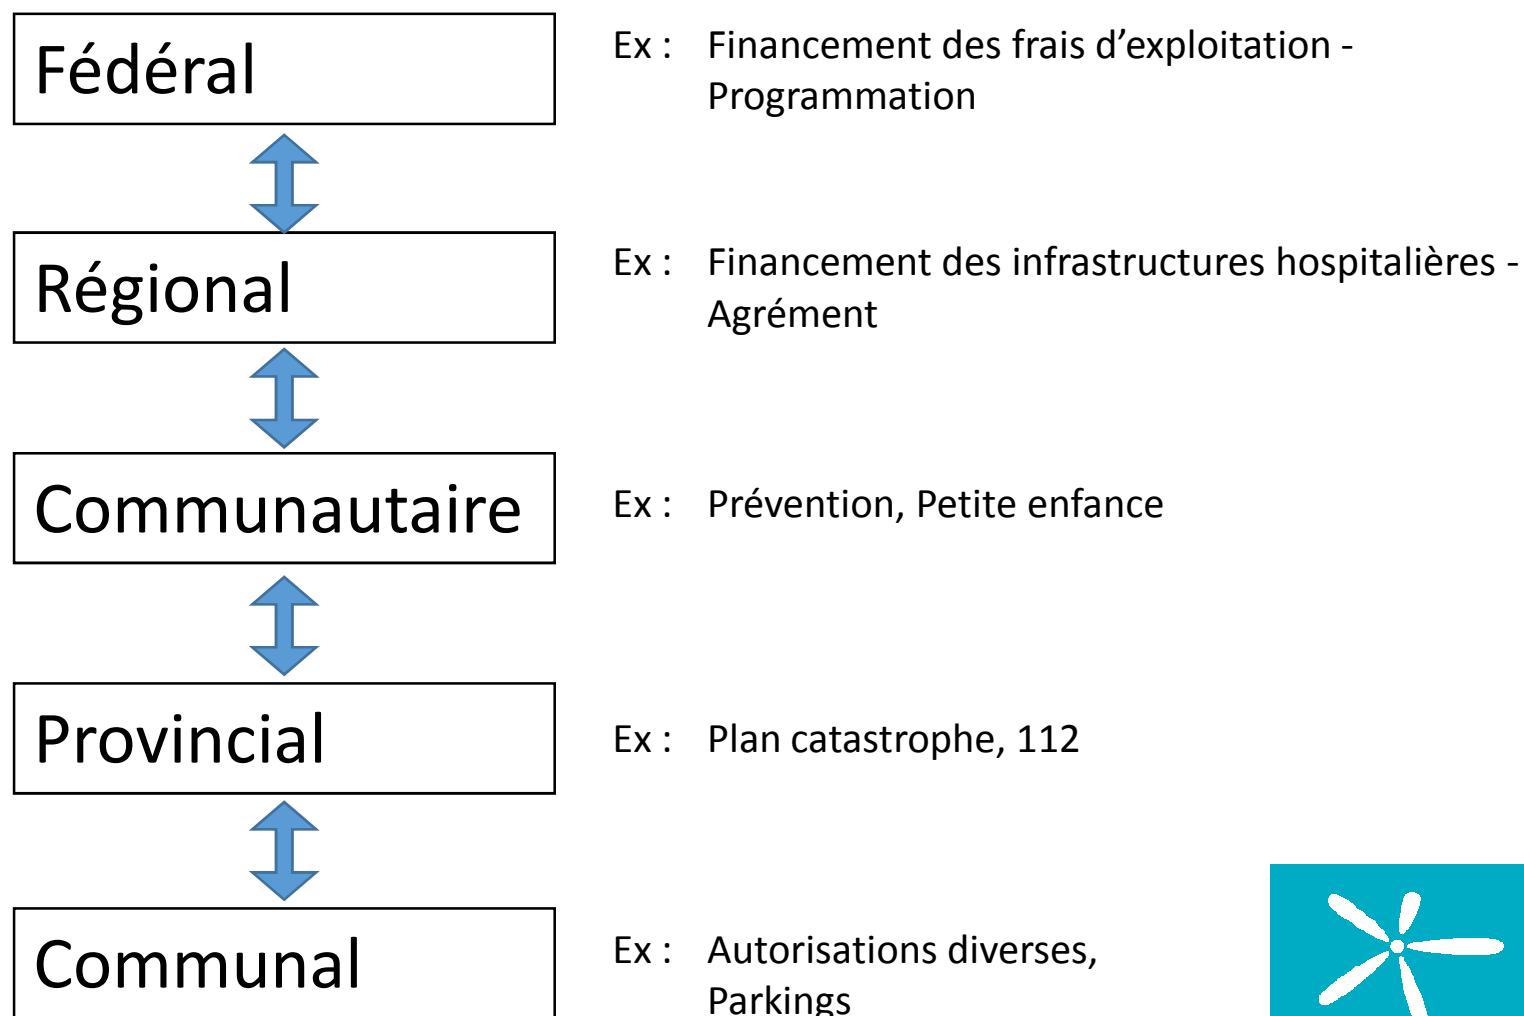 Fédéral
Ex : Financement des frais d’exploitation -
Programmation
Régional
Ex : Financement des infrastructures hospitalières -
Agrément
Communautaire
Ex : Prévention, Petite enfance
Provincial
Ex : Plan catastrophe, 112
Communal
Ex : Autorisations diverses,
Parkings